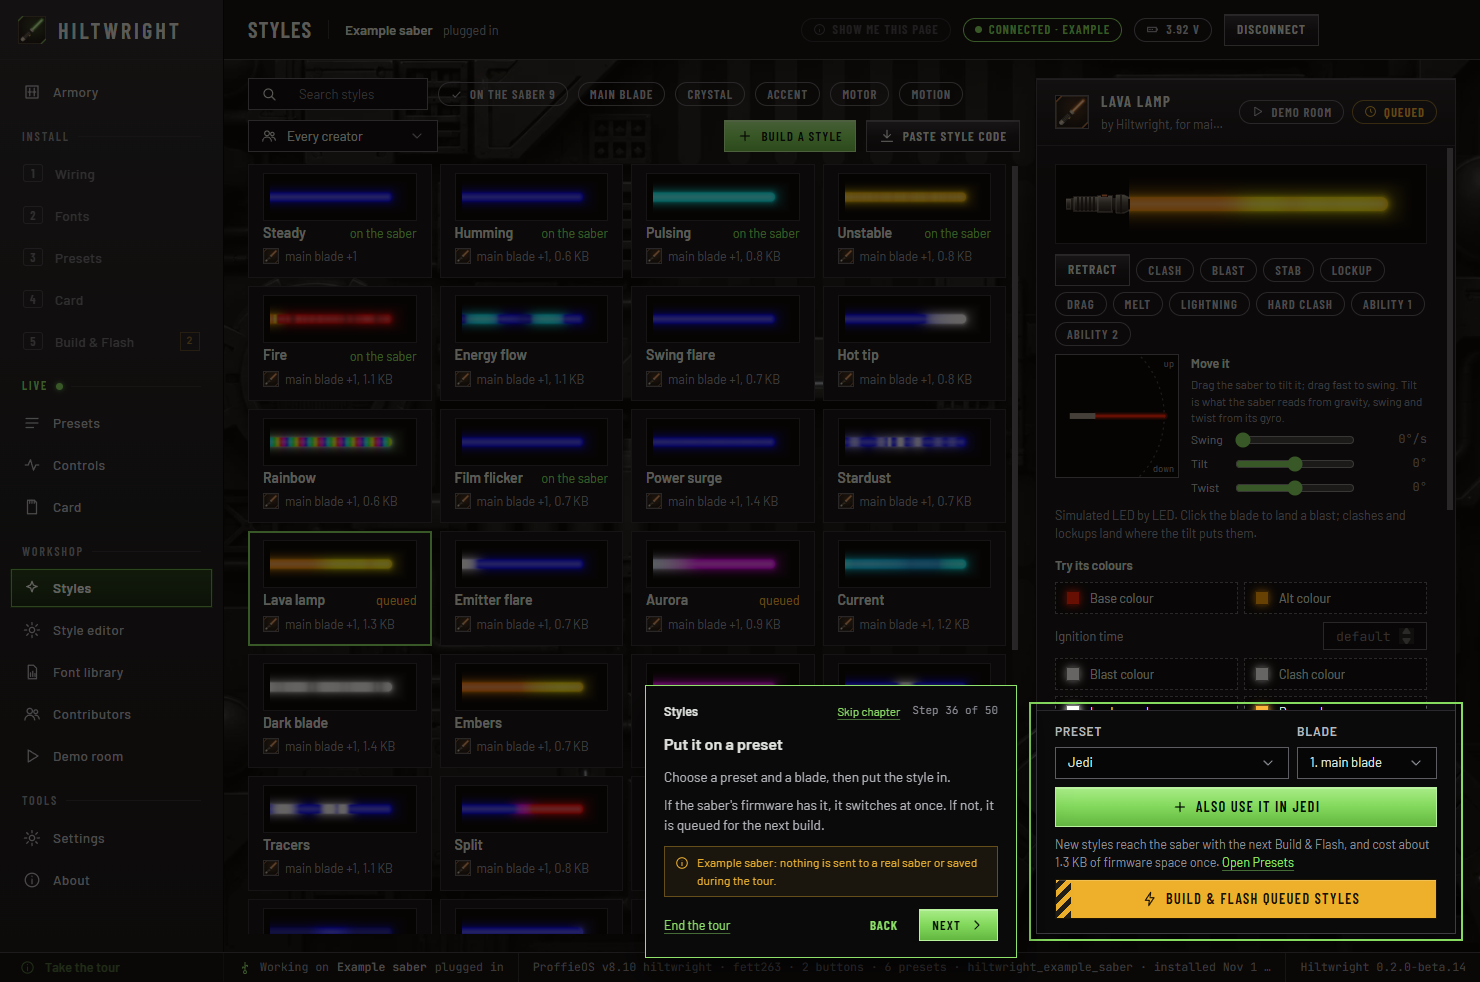 HILTWRIGHT
Armory
INSTALL
1 Wiring
2 Fonts
3 Presets
4 Card
5 Build & Flash 2
LIVE
Presets
Controls
Card
WORKSHOP
Styles
Style editor
Font library
Contributors
Demo room
TOOLS
Settings
About
Take the tour
STYLES
Example saber plugged in
SHOW ME THIS PAGE
CONNECTED · EXAMPLE
3.92 V
DISCONNECT
Search styles
ON THE SABER 9
MAIN BLADE
CRYSTAL
ACCENT
MOTOR
MOTION
Every creator
BUILD A STYLE
PASTE STYLE CODE
Steady on the saber
main blade +1
Humming on the saber
main blade +1, 0.6 KB
Pulsing on the saber
main blade +1, 0.8 KB
Unstable on the saber
main blade +1, 0.8 KB
Fire on the saber
main blade +1, 1.1 KB
Energy flow
main blade +1, 1.1 KB
Swing flare
main blade +1, 0.7 KB
Hot tip
main blade +1, 0.8 KB
Rainbow
main blade +1, 0.6 KB
Film flicker on the saber
main blade +1, 0.7 KB
Power surge
main blade +1, 1.4 KB
Stardust
main blade +1, 0.7 KB
Lava lamp queued
main blade +1, 1.3 KB
Emitter flare
main blade +1, 0.7 KB
Aurora queued
main blade +1, 0.9 KB
Current
main blade +1, 1.2 KB
Dark blade
main blade +1, 1.4 KB
Embers
main blade +1, 0.7 KB
Tracers
main blade +1, 1.1 KB
Split
main blade +1, 0.8 KB
Styles
Skip chapter
Step 36 of 50
Put it on a preset
Choose a preset and a blade, then put the style in.
If the saber's firmware has it, it switches at once. If not, it
is queued for the next build.
Example saber: nothing is sent to a real saber or saved
during the tour.
End the tour
BACK
NEXT
LAVA LAMP
by Hiltwright, for mai...
DEMO ROOM
QUEUED
RETRACT
CLASH
BLAST
STAB
LOCKUP
DRAG
MELT
LIGHTNING
HARD CLASH
ABILITY 1
ABILITY 2
up
down
Move it
Drag the saber to tilt it; drag fast to swing. Tilt
is what the saber reads from gravity, swing and
twist from its gyro.
Swing 0°/s
Tilt 0°
Twist 0°
Simulated LED by LED. Click the blade to land a blast; clashes and
lockups land where the tilt puts them.
Try its colours
Base colour
Alt colour
Ignition time default
Blast colour
Clash colour
PRESET
BLADE
Jedi
1. main blade
ALSO USE IT IN JEDI
New styles reach the saber with the next Build & Flash, and cost about
1.3 KB of firmware space once. Open Presets
BUILD & FLASH QUEUED STYLES
Working on Example saber plugged in
ProffieOS v8.10 hiltwright · fett263 · 2 buttons · 6 presets · hiltwright_example_saber · installed Nov 1 …
Hiltwright 0.2.0-beta.14